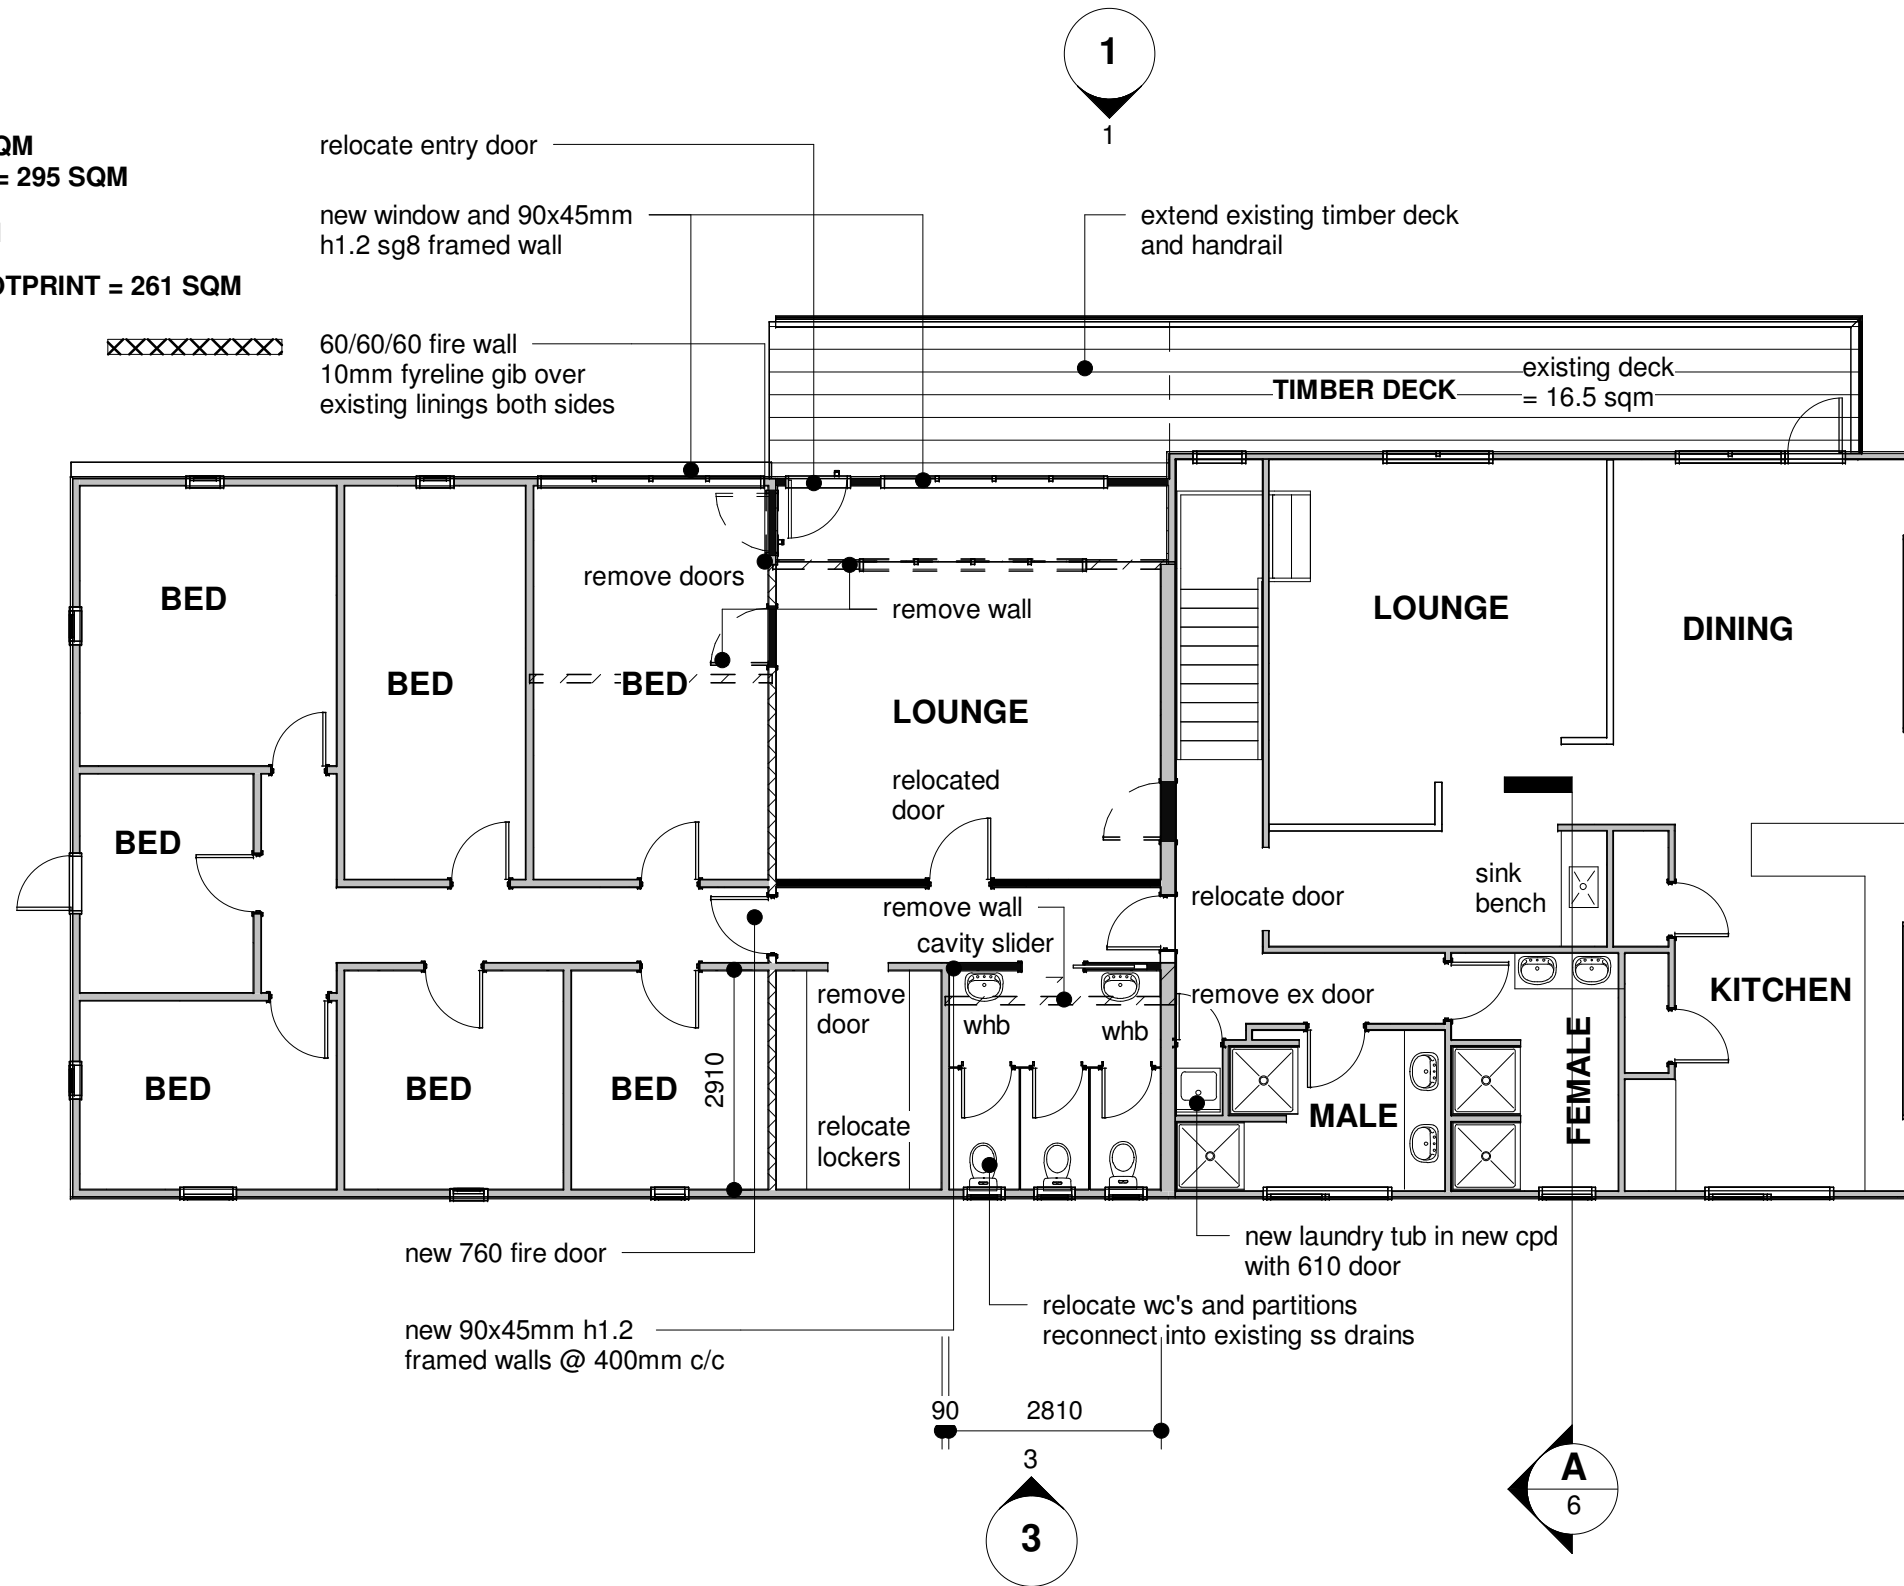 1
1
QM
= 295 SQM
OTPRINT = 261 SQM
relocate entry door
new window and 90x45mm
h1.2 sg8 framed wall
60/60/60 fire wall
10mm fyreline gib over
existing linings both sides
extend existing timber deck
and handrail
TIMBER DECK
existing deck
= 16.5 sqm
remove doors
remove wall
BED
BED
BED
LOUNGE
LOUNGE
DINING
relocated
door
BED
relocate door
sink
bench
remove wall
cavity slider
remove
door
whb
whb
remove ex door
KITCHEN
BED
BED
BED
2910
relocate
lockers
MALE
FEMALE
new 760 fire door
new laundry tub in new cpd
with 610 door
relocate wc's and partitions
reconnect into existing ss drains
new 90x45mm h1.2
framed walls @ 400mm c/c
90
2810
3
3
A
6